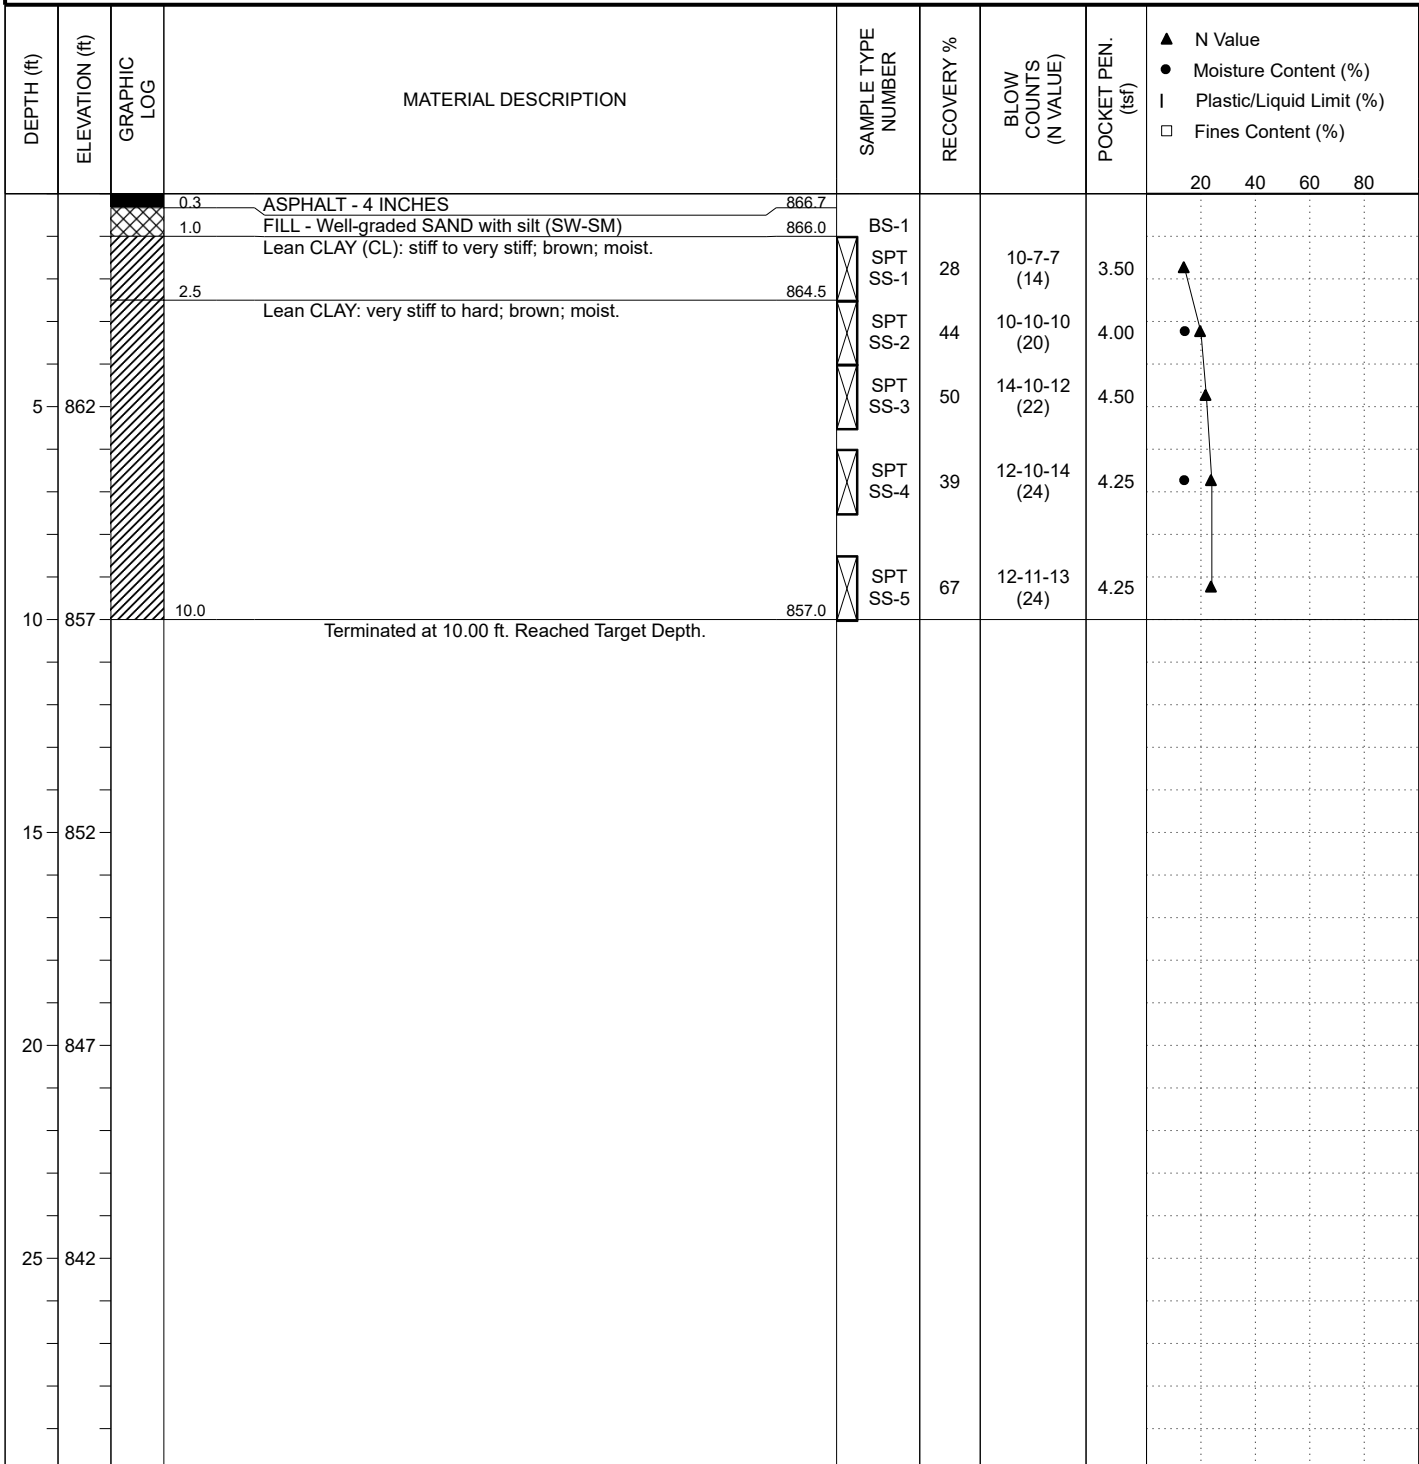 DEPTH (ft)
ELEVATION (ft)
GRAPHIC
LOG
MATERIAL DESCRIPTION
SAMPLE TYPE
NUMBER
RECOVERY %
BLOW
COUNTS
(N VALUE)
POCKET PEN.
(tsf)
▲ N Value
● Moisture Content (%)
| Plastic/Liquid Limit (%)
□ Fines Content (%)
20 40 60 80
0.3 ASPHALT - 4 INCHES 866.7
1.0 FILL - Well-graded SAND with silt (SW-SM) 866.0 BS-1
Lean CLAY (CL): stiff to very stiff; brown; moist.
SPT
SS-1
28
10-7-7
(14)
3.50
2.5 864.5
Lean CLAY: very stiff to hard; brown; moist.
SPT
SS-2
44
10-10-10
(20)
4.00
5 862
SPT
SS-3
50
14-10-12
(22)
4.50
SPT
SS-4
39
12-10-14
(24)
4.25
SPT
SS-5
67
12-11-13
(24)
4.25
10 857 10.0 857.0
Terminated at 10.00 ft. Reached Target Depth.
15 852
20 847
25 842